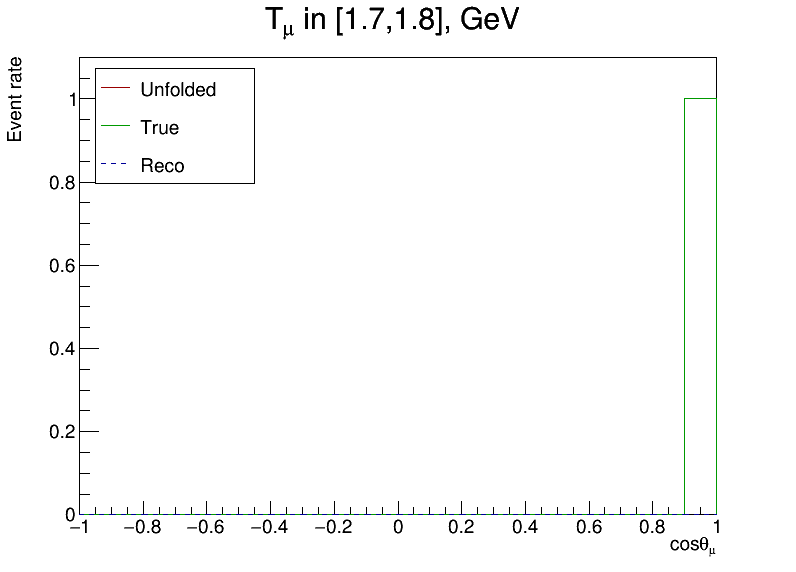 Tμ in [1.7,1.8], GeV
Event rate
Unfolded
True
Reco
1
0.8
0.6
0.4
0.2
0
−1 −0.8 −0.6 −0.4 −0.2 0 0.2 0.4 0.6 0.8 1
cosθμ